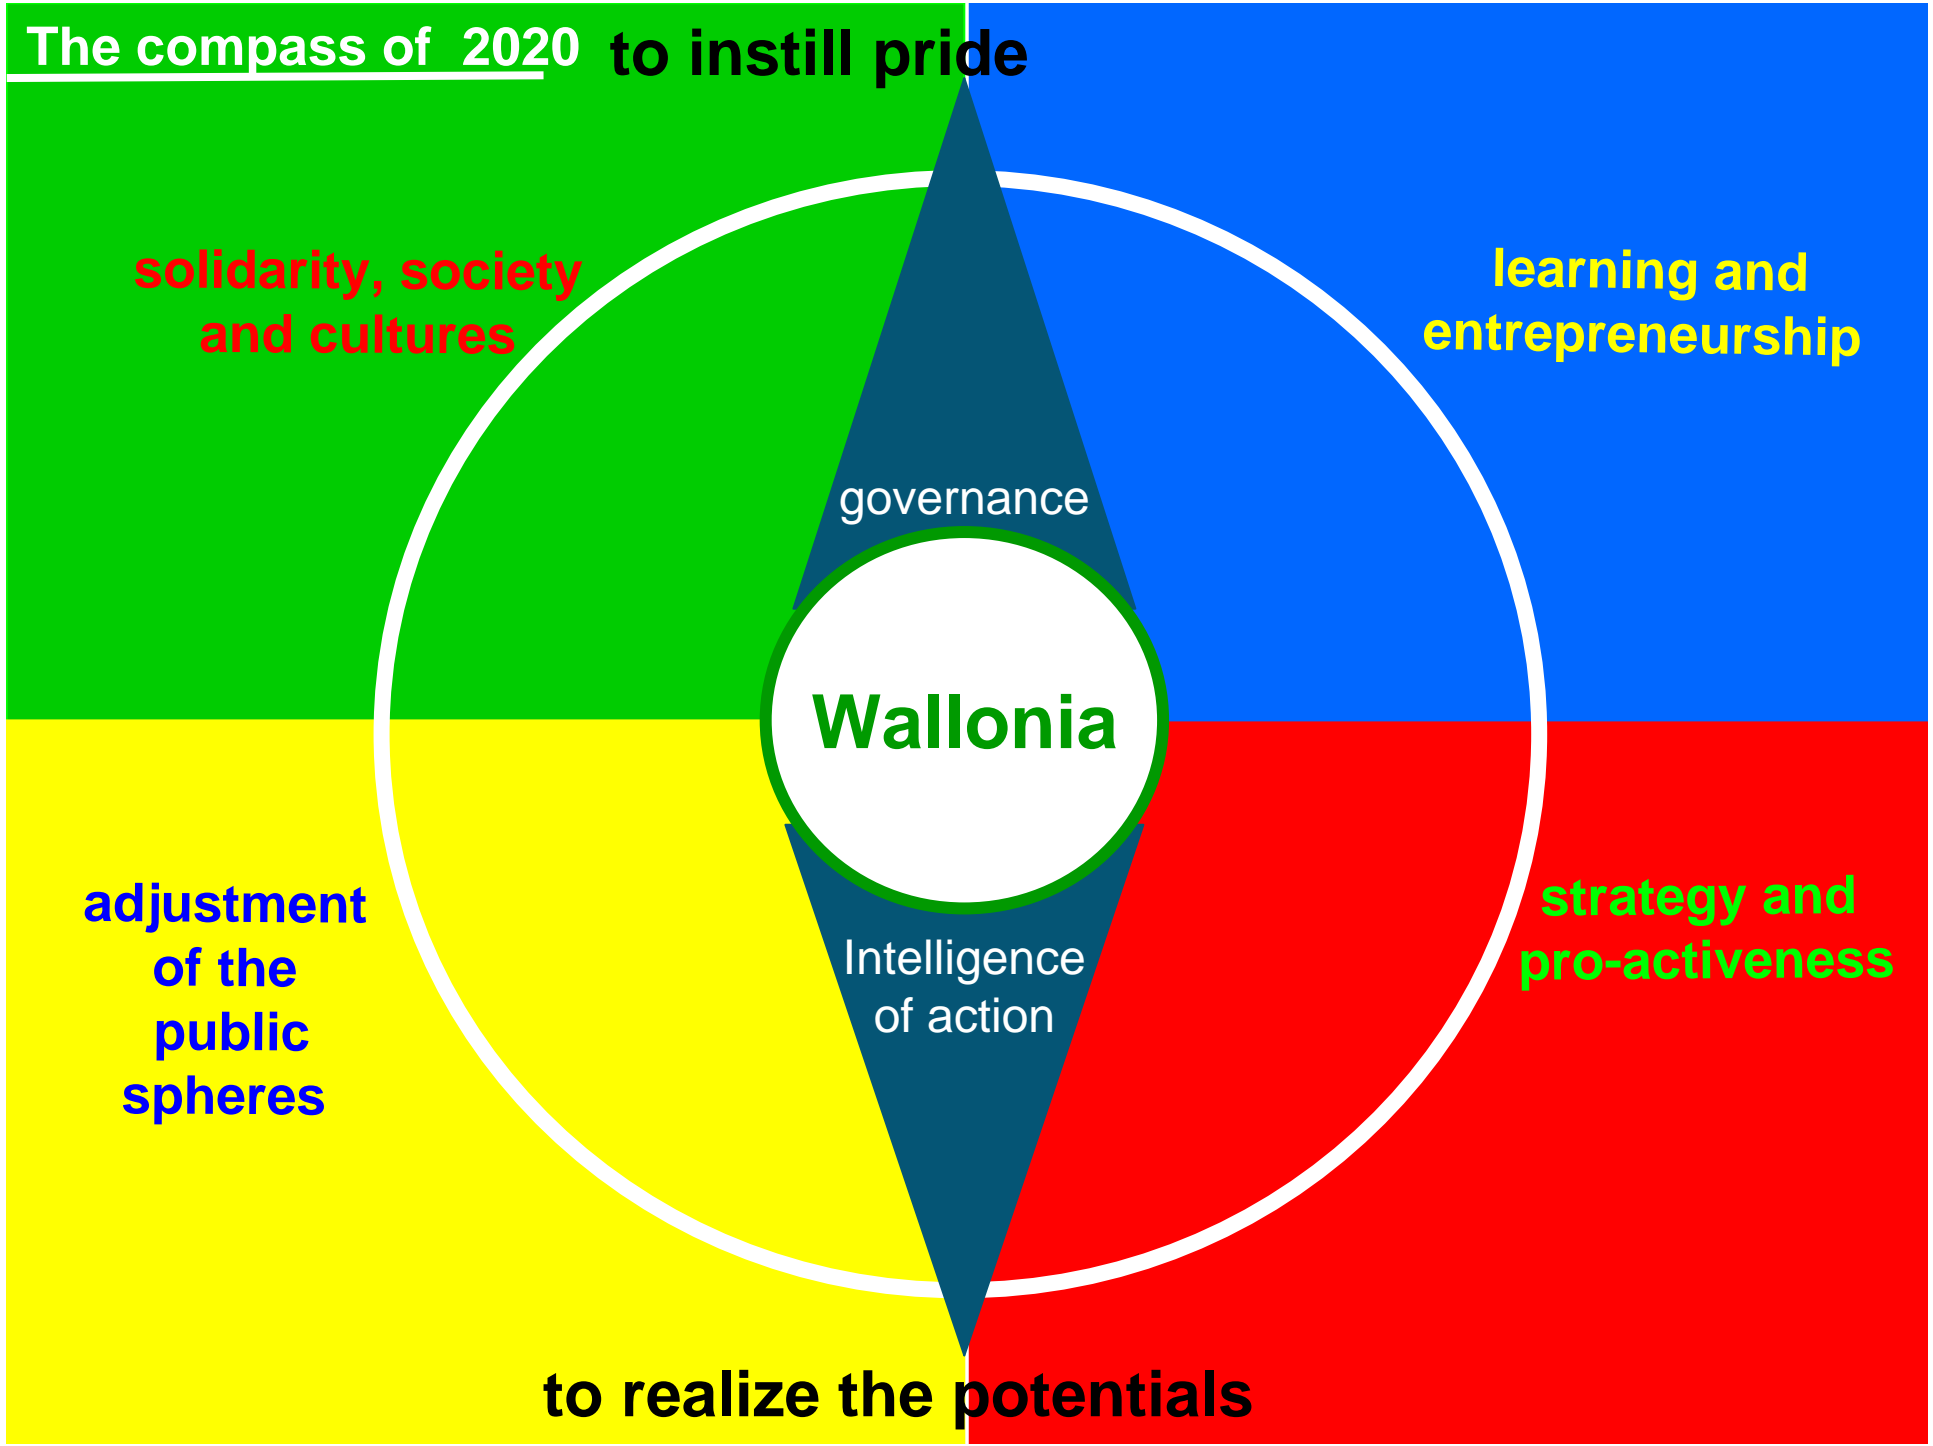 The compass of 2020
to instill pride
solidarity, society
and cultures
learning and
entrepreneurship
governance
Wallonia
adjustment
of the
public
spheres
Intelligence
of action
strategy and
pro-activeness
to realize the potentials